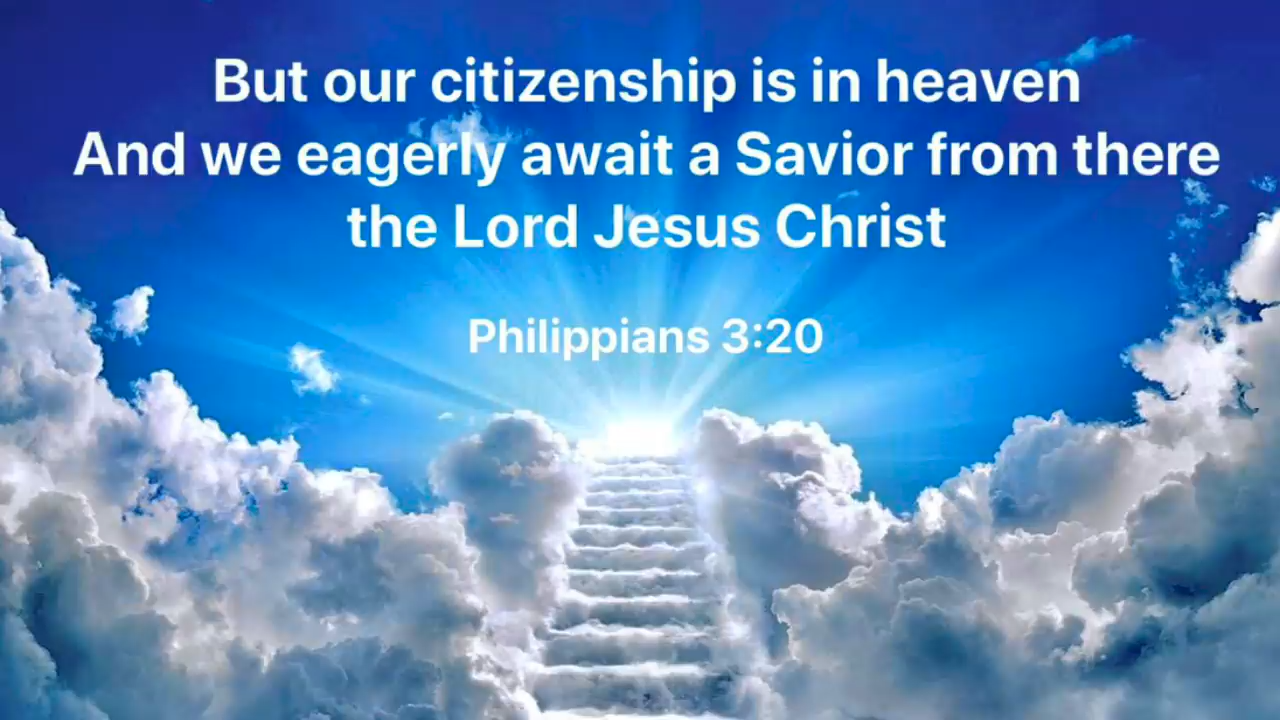 But our citizenship is in heaven
And we eagerly await a Savior from there
the Lord Jesus Christ
Philippians 3:20